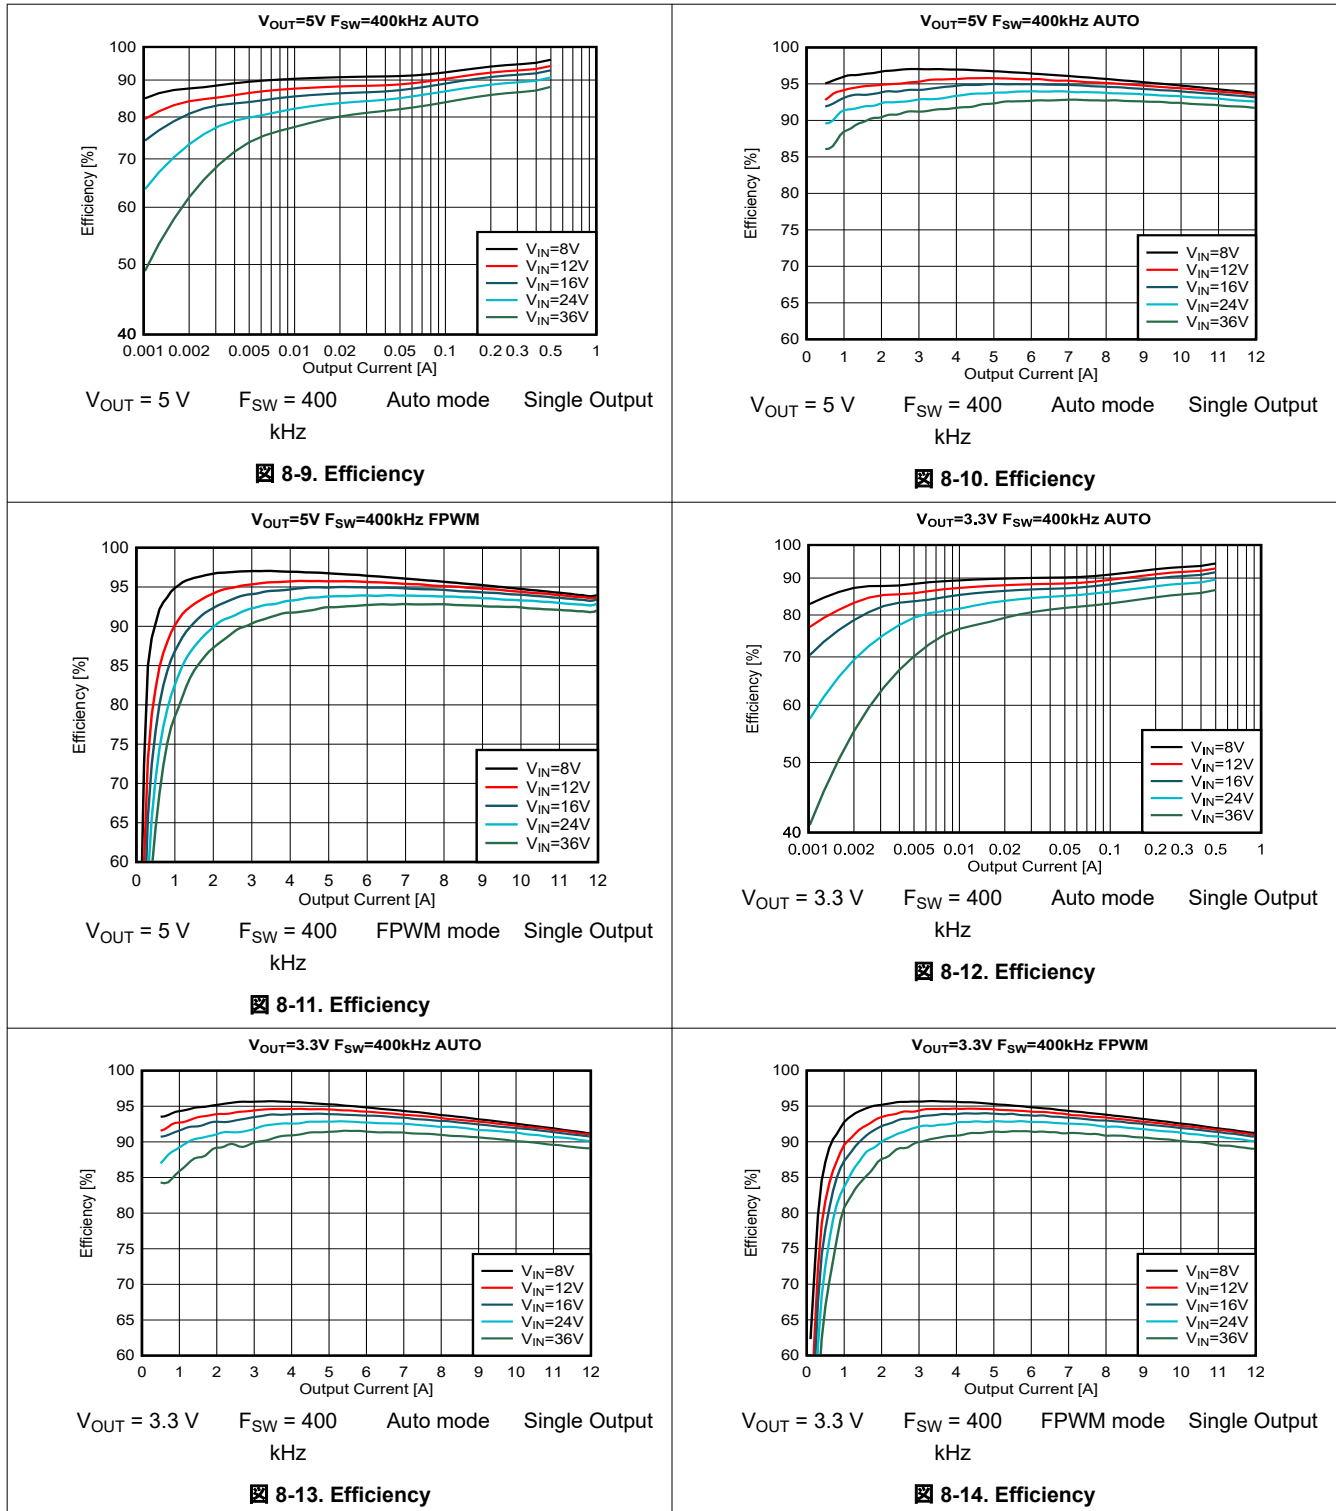 VOUT=5V FSW=400kHz AUTO
100
90
80
70
60
50
40
Efficiency [%]
VIN=8V
VIN=12V
VIN=16V
VIN=24V
VIN=36V
0.001 0.002 0.005 0.01 0.02 0.05 0.1 0.2 0.3 0.5 1
Output Current [A]
VOUT = 5 V FSW = 400 kHz Auto mode Single Output
図 8-9. Efficiency
VOUT=5V FSW=400kHz AUTO
100
95
90
85
80
75
70
65
60
Efficiency [%]
VIN=8V
VIN=12V
VIN=16V
VIN=24V
VIN=36V
0 1 2 3 4 5 6 7 8 9 10 11 12
Output Current [A]
VOUT = 5 V FSW = 400 kHz Auto mode Single Output
図 8-10. Efficiency
VOUT=5V FSW=400kHz FPWM
100
95
90
85
80
75
70
65
60
Efficiency [%]
VIN=8V
VIN=12V
VIN=16V
VIN=24V
VIN=36V
0 1 2 3 4 5 6 7 8 9 10 11 12
Output Current [A]
VOUT = 5 V FSW = 400 kHz FPWM mode Single Output
図 8-11. Efficiency
VOUT=3.3V FSW=400kHz AUTO
100
90
80
70
60
50
40
Efficiency [%]
VIN=8V
VIN=12V
VIN=16V
VIN=24V
VIN=36V
0.001 0.002 0.005 0.01 0.02 0.05 0.1 0.2 0.3 0.5 1
Output Current [A]
VOUT = 3.3 V FSW = 400 kHz Auto mode Single Output
図 8-12. Efficiency
VOUT=3.3V FSW=400kHz AUTO
100
95
90
85
80
75
70
65
60
Efficiency [%]
VIN=8V
VIN=12V
VIN=16V
VIN=24V
VIN=36V
0 1 2 3 4 5 6 7 8 9 10 11 12
Output Current [A]
VOUT = 3.3 V FSW = 400 kHz Auto mode Single Output
図 8-13. Efficiency
VOUT=3.3V FSW=400kHz FPWM
100
95
90
85
80
75
70
65
60
Efficiency [%]
VIN=8V
VIN=12V
VIN=16V
VIN=24V
VIN=36V
0 1 2 3 4 5 6 7 8 9 10 11 12
Output Current [A]
VOUT = 3.3 V FSW = 400 kHz FPWM mode Single Output
図 8-14. Efficiency